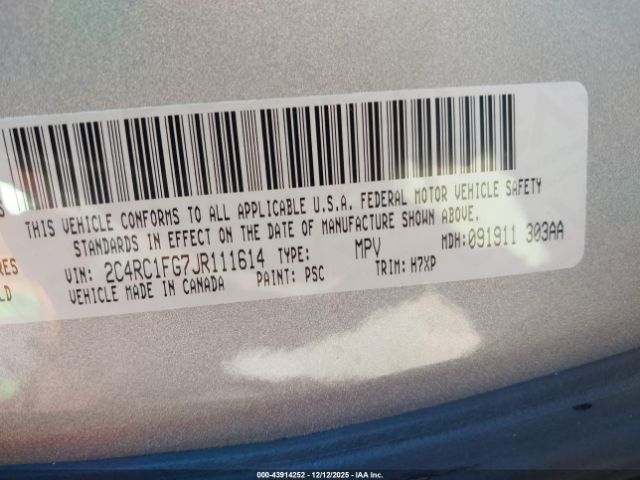 THIS VEHICLE CONFORMS TO ALL APPLICABLE U.S.A. FEDERAL MOTOR VEHICLE SAFETY
STANDARDS IN EFFECT ON THE DATE OF MANUFACTURE SHOWN ABOVE.
VIN: 2C4RC1FG7JR111614 TYPE: MPV MDH: 091911 303AA
VEHICLE MADE IN CANADA PAINT: PSC TRIM: H7XP
000-43914252 - 12/12/2025 - IAA Inc.